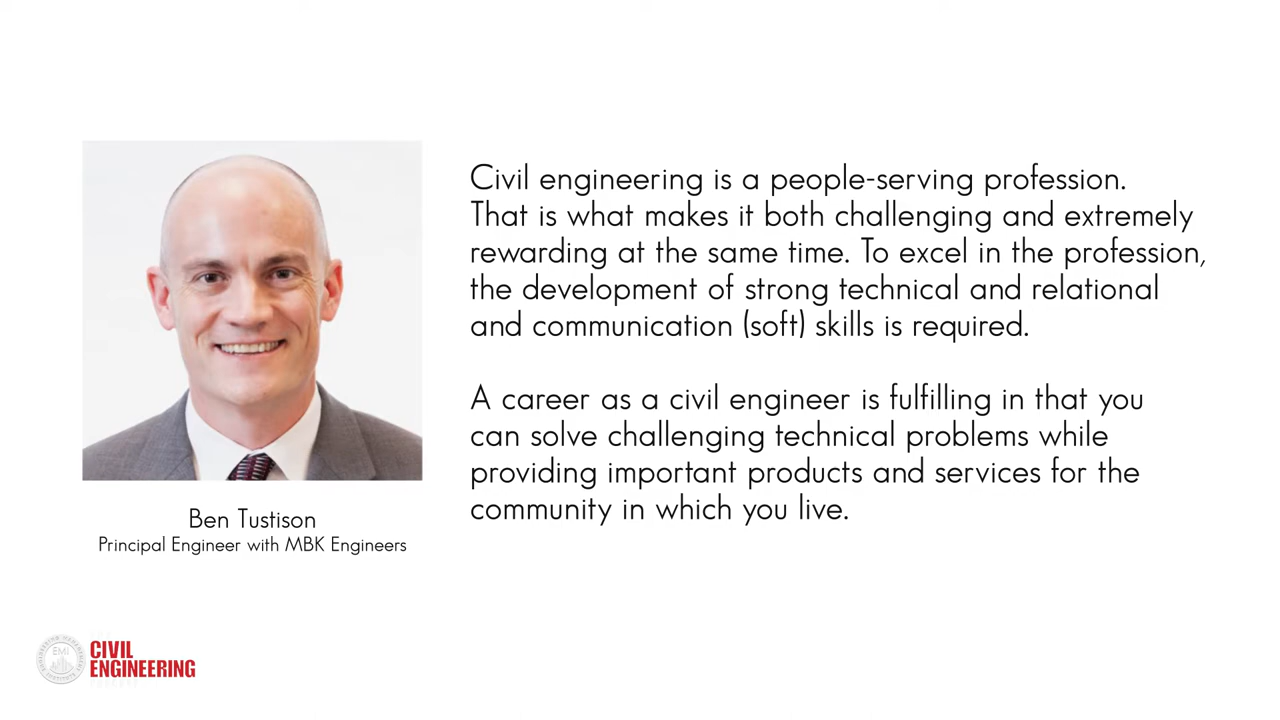 Civil engineering is a people-serving profession.
That is what makes it both challenging and extremely
rewarding at the same time. To excel in the profession,
the development of strong technical and relational
and communication (soft) skills is required.
A career as a civil engineer is fulfilling in that you
can solve challenging technical problems while
providing important products and services for the
community in which you live.
Ben Tustison
Principal Engineer with MBK Engineers
EMI
CIVIL
ENGINEERING